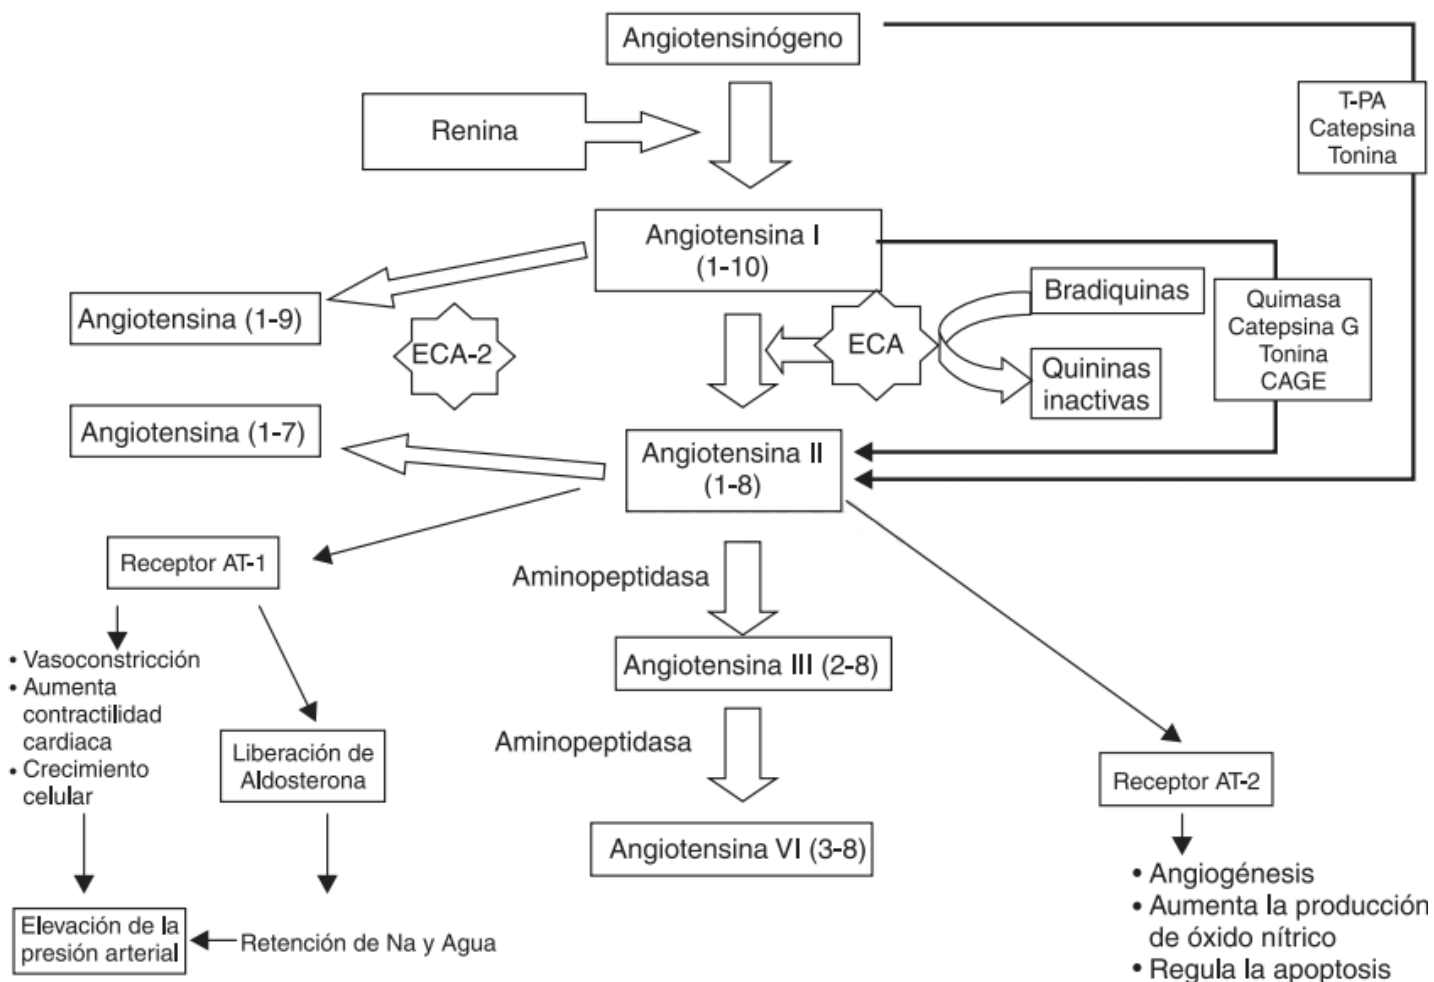 Angiotensinógeno
T-PA
Catepsina
Tonina
Renina
Angiotensina I
(1-10)
Bradiquinas
Quimasa
Catepsina G
Tonina
CAGE
Angiotensina (1-9)
ECA-2
ECA
Quininas
inactivas
Angiotensina (1-7)
Angiotensina II
(1-8)
Receptor AT-1
Aminopeptidasa
• Vasoconstricción
• Aumenta
contractilidad
cardiaca
• Crecimiento
celular
Angiotensina III (2-8)
Liberación de
Aldosterona
Aminopeptidasa
Receptor AT-2
Angiotensina VI (3-8)
• Angiogénesis
• Aumenta la producción
de óxido nítrico
• Regula la apoptosis
Elevación de la
presión arterial
Retención de Na y Agua